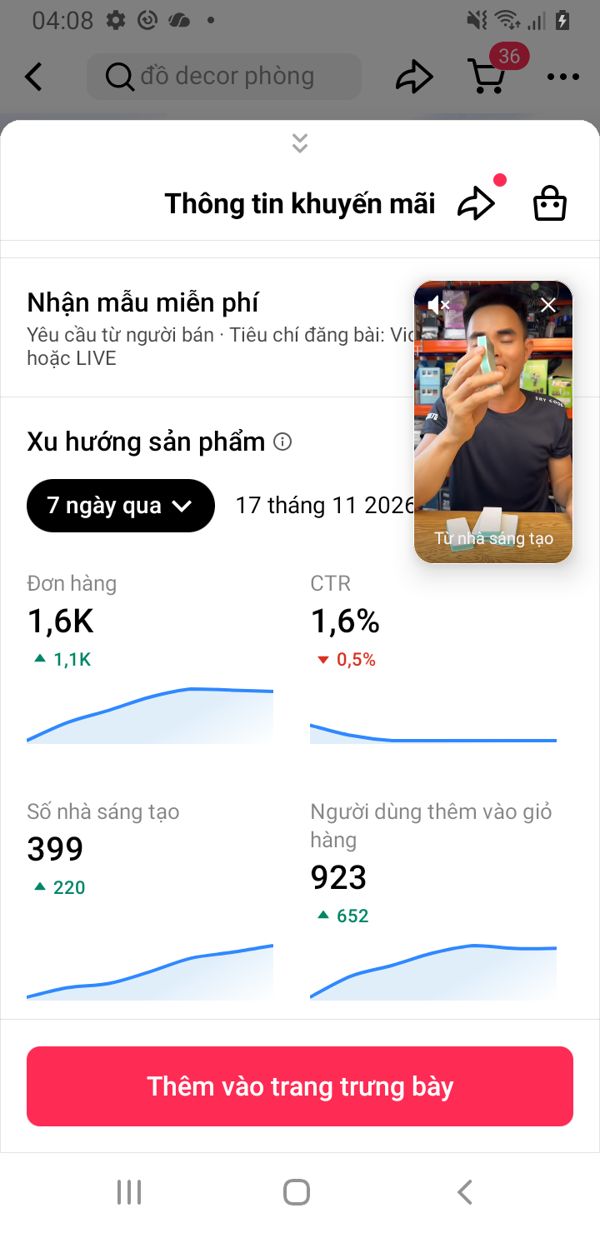 04:08
đồ decor phòng
36
Thông tin khuyến mãi
Nhận mẫu miễn phí
Yêu cầu từ người bán · Tiêu chí đăng bài:
hoặc LIVE
Xu hướng sản phẩm
7 ngày qua
17 tháng 11 2026
Từ nhà sáng tạo
Đơn hàng
1,6K
1,1K
CTR
1,6%
0,5%
Số nhà sáng tạo
399
220
Người dùng thêm vào giỏ
hàng
923
652
Thêm vào trang trưng bày